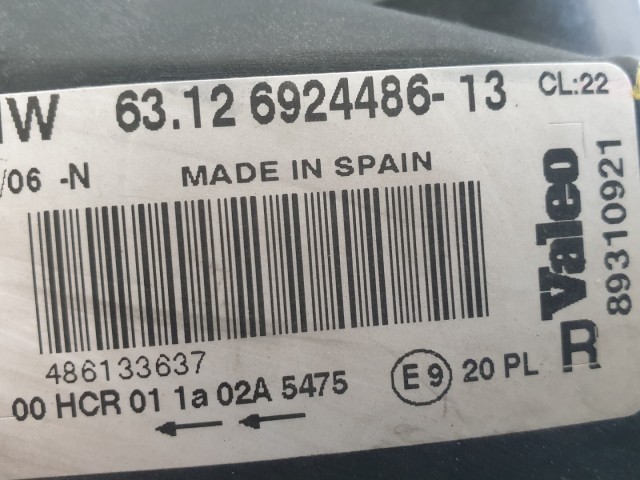 W 63.12 6924486-13 CL:22
/06 -N MADE IN SPAIN
486133637
00 HCR 01 1a 02A 5475
E 9 20 PL
R Valeo
89310921